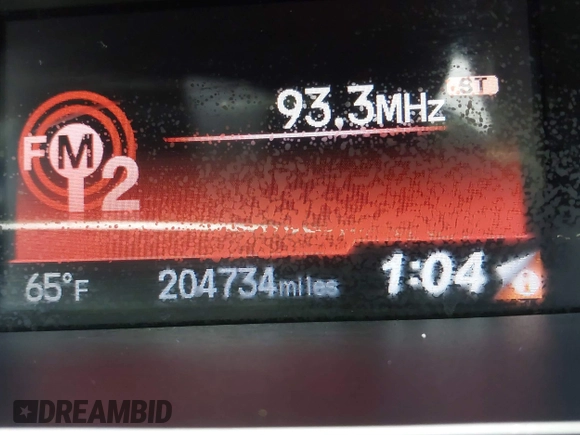 93.3MHz
ST
FM
2
65°F 204734miles 1:04 i
DREAMBID